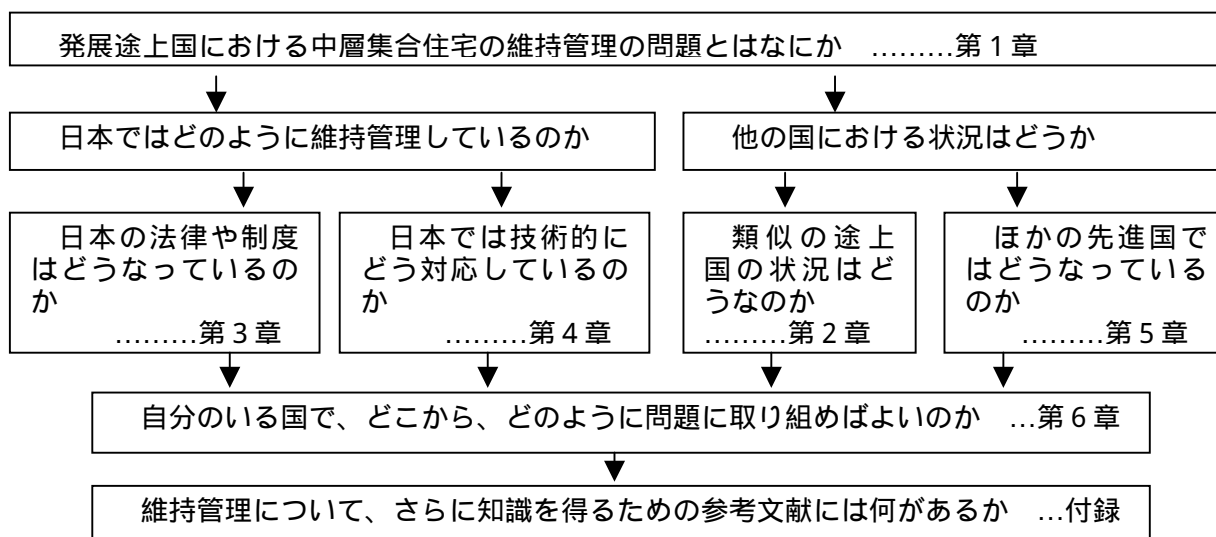 発展途上国における中層集合住宅の維持管理の問題とはなにか　………第１章
日本ではどのように維持管理しているのか
他の国における状況はどうか
日本の法律や制度
はどうなっているの
か
………第３章
日本では技術的に
どう対応しているの
か
………第４章
類似の途上
国の状況はど
うなのか
………第２章
ほかの先進国で
はどうなっている
のか
………第５章
自分のいる国で、どこから、どのように問題に取り組めばよいのか　…第６章
維持管理について、さらに知識を得るための参考文献には何があるか　…付録